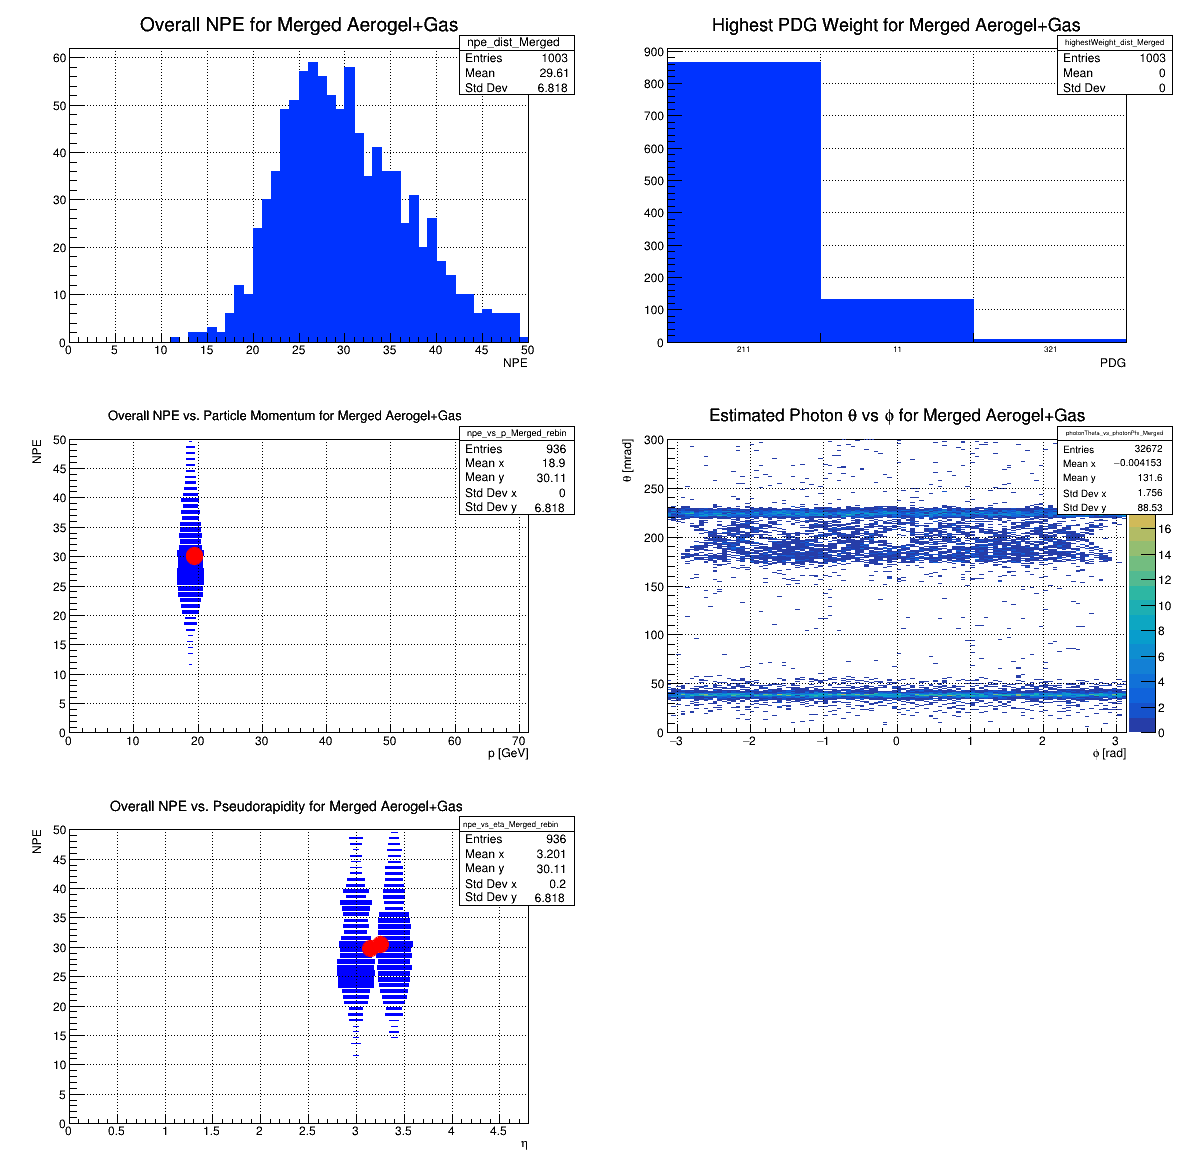 Overall NPE for Merged Aerogel+Gas
npe_dist_Merged
Entries 1003
Mean 29.61
Std Dev 6.818
60
50
40
30
20
10
0
0 5 10 15 20 25 30 35 40 45 50
NPE
Highest PDG Weight for Merged Aerogel+Gas
highestWeight_dist_Merged
Entries 1003
Mean 0
Std Dev 0
900
800
700
600
500
400
300
200
100
0
211 11 321
PDG
Overall NPE vs. Particle Momentum for Merged Aerogel+Gas
NPE
npe_vs_p_Merged_rebin
Entries 936
Mean x 18.9
Mean y 30.11
Std Dev x 0
Std Dev y 6.818
50
45
40
35
30
25
20
15
10
5
0
0 10 20 30 40 50 60 70
p [GeV]
Estimated Photon θ vs ϕ for Merged Aerogel+Gas
θ [mrad]
photonTheta_vs_photonPhi_Merged
Entries 32672
Mean x −0.004153
Mean y 131.6
Std Dev x 1.756
Std Dev y 88.53
300
250
200
150
100
50
0
−3 −2 −1 0 1 2 3
ϕ [rad]
16
14
12
10
8
6
4
2
0
Overall NPE vs. Pseudorapidity for Merged Aerogel+Gas
NPE
npe_vs_eta_Merged_rebin
Entries 936
Mean x 3.201
Mean y 30.11
Std Dev x 0.2
Std Dev y 6.818
50
45
40
35
30
25
20
15
10
5
0
0 0.5 1 1.5 2 2.5 3 3.5 4 4.5
η